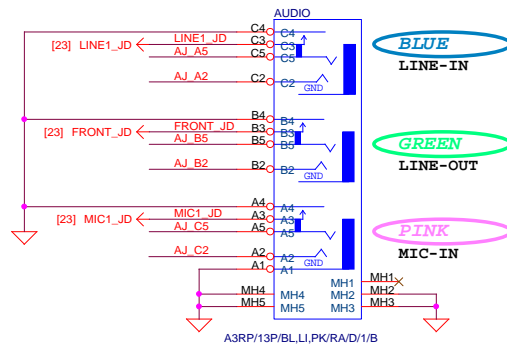 AUDIO
C4 C4
[23] LINE1_JD LINE1_JD C3 C3
AJ_A5 C5 C5
AJ_A2 C2 C2
GND
BLUE
LINE-IN
B4 B4
[23] FRONT_JD FRONT_JD B3 B3
AJ_B5 B5 B5
AJ_B2 B2 B2
GND
GREEN
LINE-OUT
A4 A4
[23] MIC1_JD MIC1_JD A3 A3
AJ_C5 A5 A5
AJ_C2 A2 A2
GND
A1 A1
PINK
MIC-IN
MH1 MH1
MH4 MH4 MH2 MH2
MH5 MH5 MH3 MH3
A3RP/13P/BL,LI,PK/RA/D/1/B